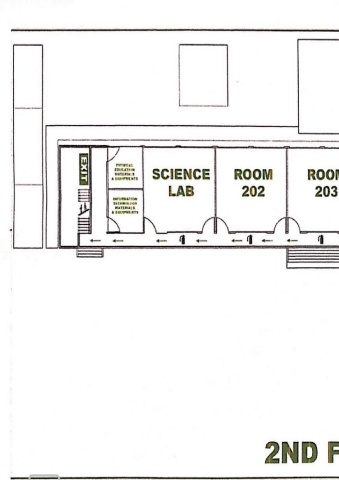 EXIT
PHYSICAL
EDUCATION
MATERIALS
& EQUIPMENTS
INFORMATION
TECHNOLOGY
MATERIALS
& EQUIPMENTS
SCIENCE
LAB
ROOM
202
ROOM
203
2ND F